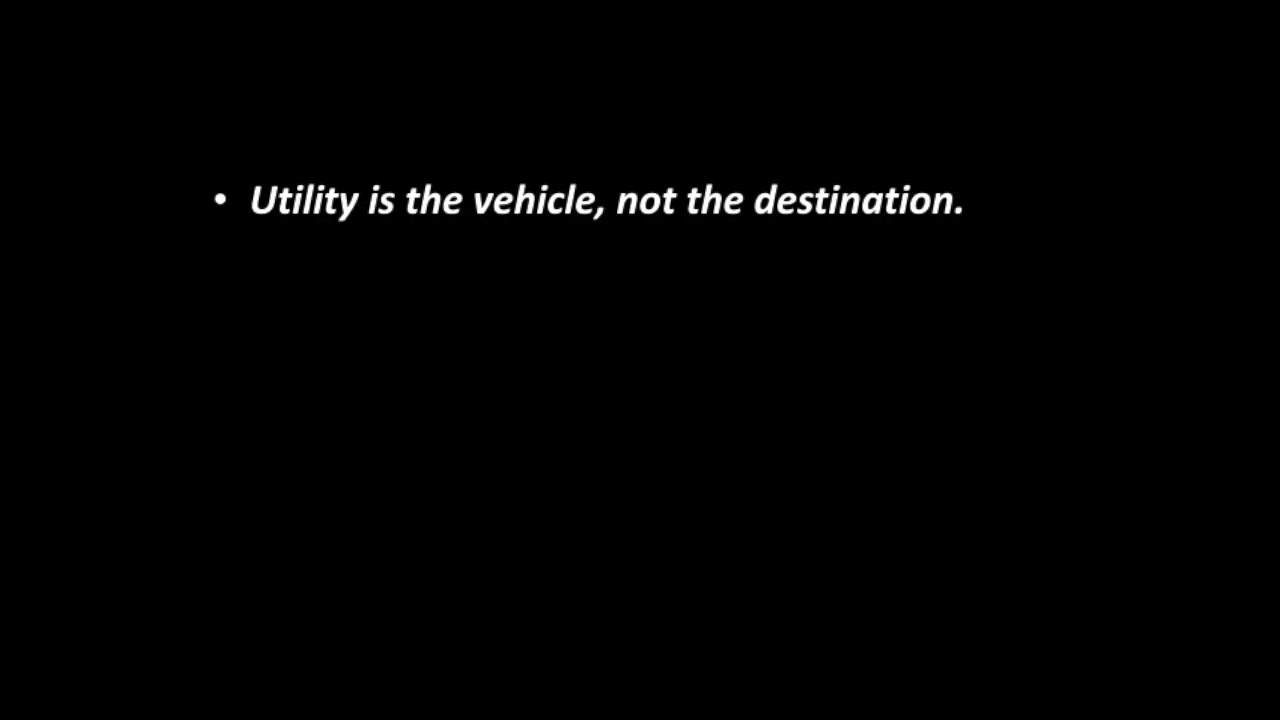 • Utility is the vehicle, not the destination.